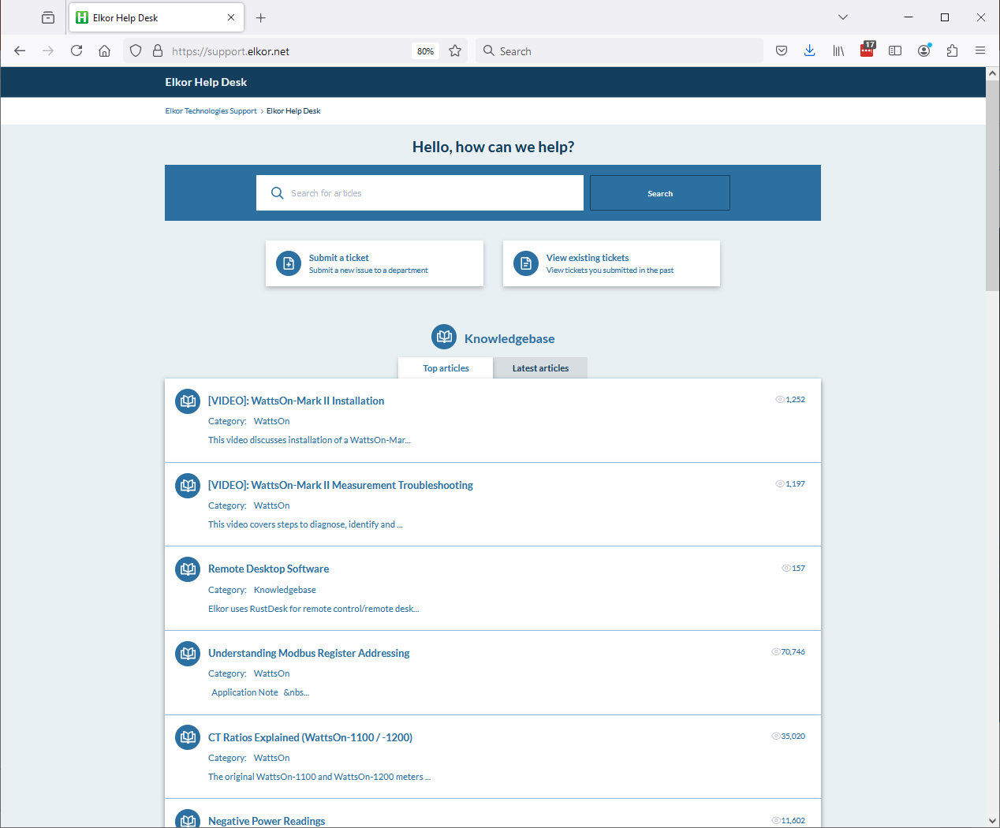 Elkor Help Desk
https://support.elkor.net
80%
Search
17
Elkor Help Desk
Elkor Technologies Support > Elkor Help Desk
Hello, how can we help?
Search for articles
Search
Submit a ticket
Submit a new issue to a department
View existing tickets
View tickets you submitted in the past
Knowledgebase
Top articles
Latest articles
[VIDEO]: WattsOn-Mark II Installation
1,252
Category: WattsOn
This video discusses installation of a WattsOn-Mar...
[VIDEO]: WattsOn-Mark II Measurement Troubleshooting
1,197
Category: WattsOn
This video covers steps to diagnose, identify and ...
Remote Desktop Software
157
Category: Knowledgebase
Elkor uses RustDesk for remote control/remote desk...
Understanding Modbus Register Addressing
70,746
Category: WattsOn
Application Note &nbs...
CT Ratios Explained (WattsOn-1100 / -1200)
35,020
Category: WattsOn
The original WattsOn-1100 and WattsOn-1200 meters ...
Negative Power Readings
11,602